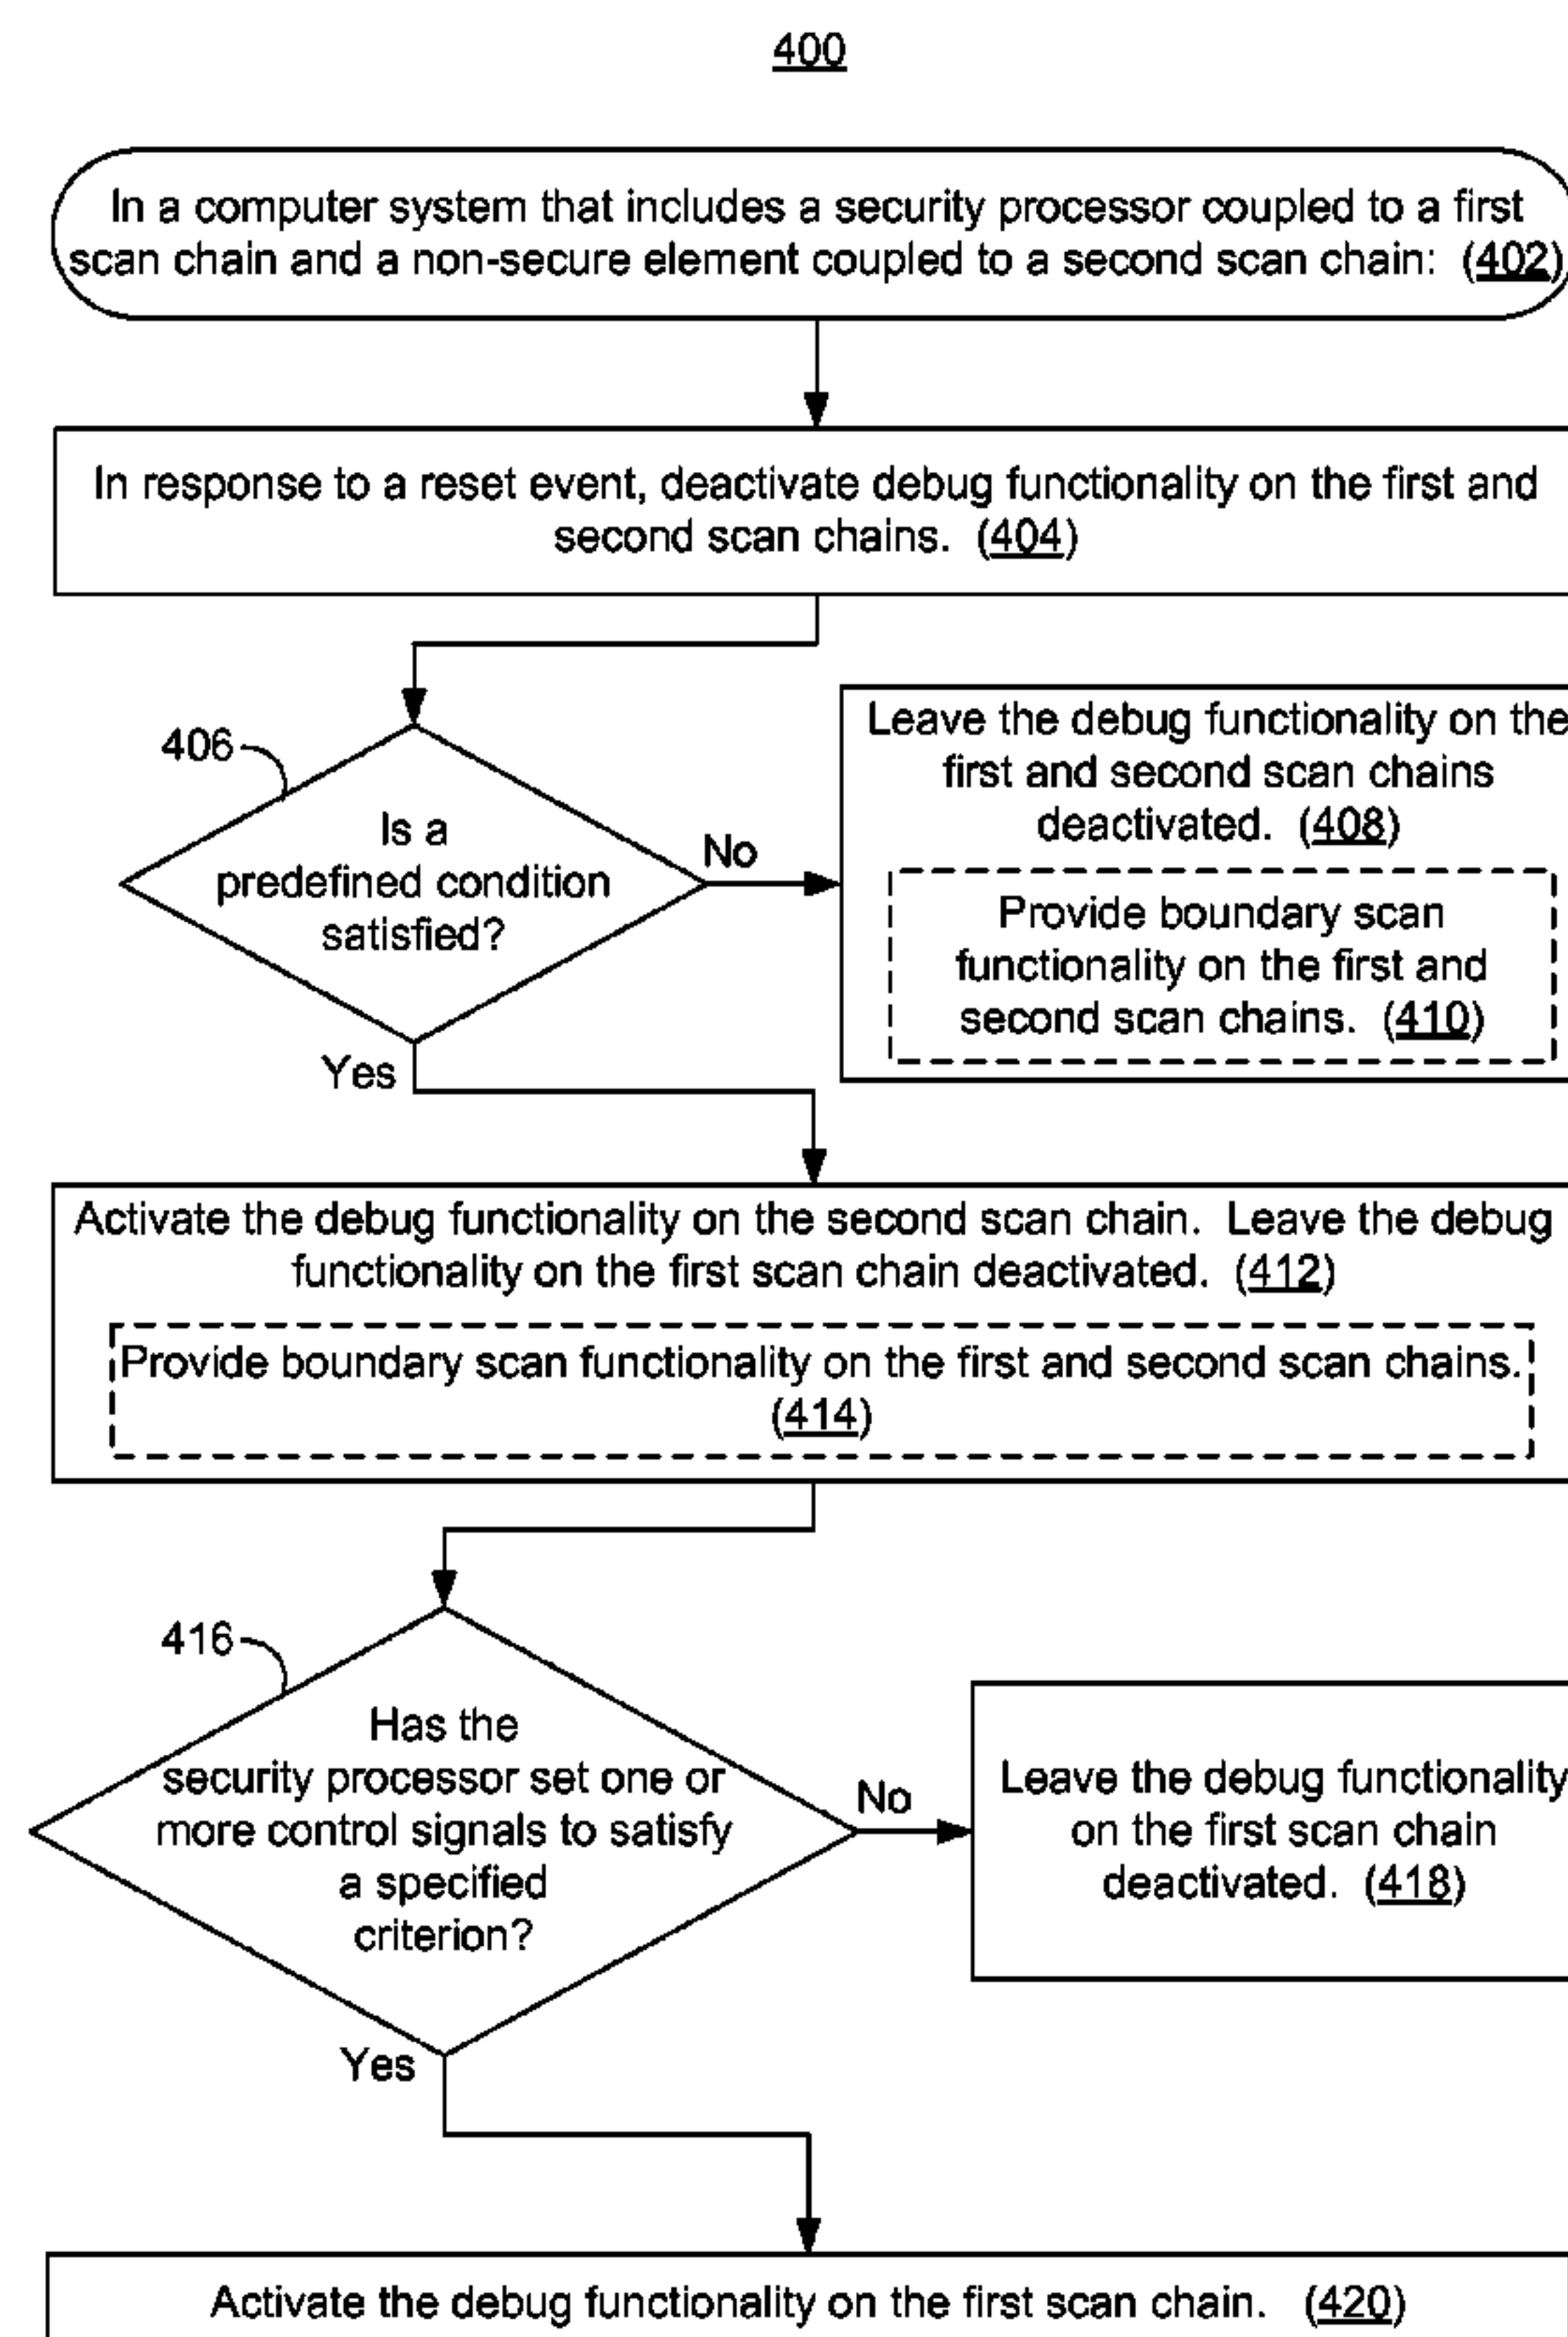 400
In a computer system that includes a security processor coupled to a first
scan chain and a non-secure element coupled to a second scan chain: (402)
In response to a reset event, deactivate debug functionality on the first and
second scan chains. (404)
406
Is a
predefined condition
satisfied?
No
Leave the debug functionality on the
first and second scan chains
deactivated. (408)
Provide boundary scan
functionality on the first and
second scan chains. (410)
Yes
Activate the debug functionality on the second scan chain. Leave the debug
functionality on the first scan chain deactivated. (412)
Provide boundary scan functionality on the first and second scan chains.
(414)
416
Has the
security processor set one or
more control signals to satisfy
a specified
criterion?
No
Leave the debug functionality
on the first scan chain
deactivated. (418)
Yes
Activate the debug functionality on the first scan chain. (420)